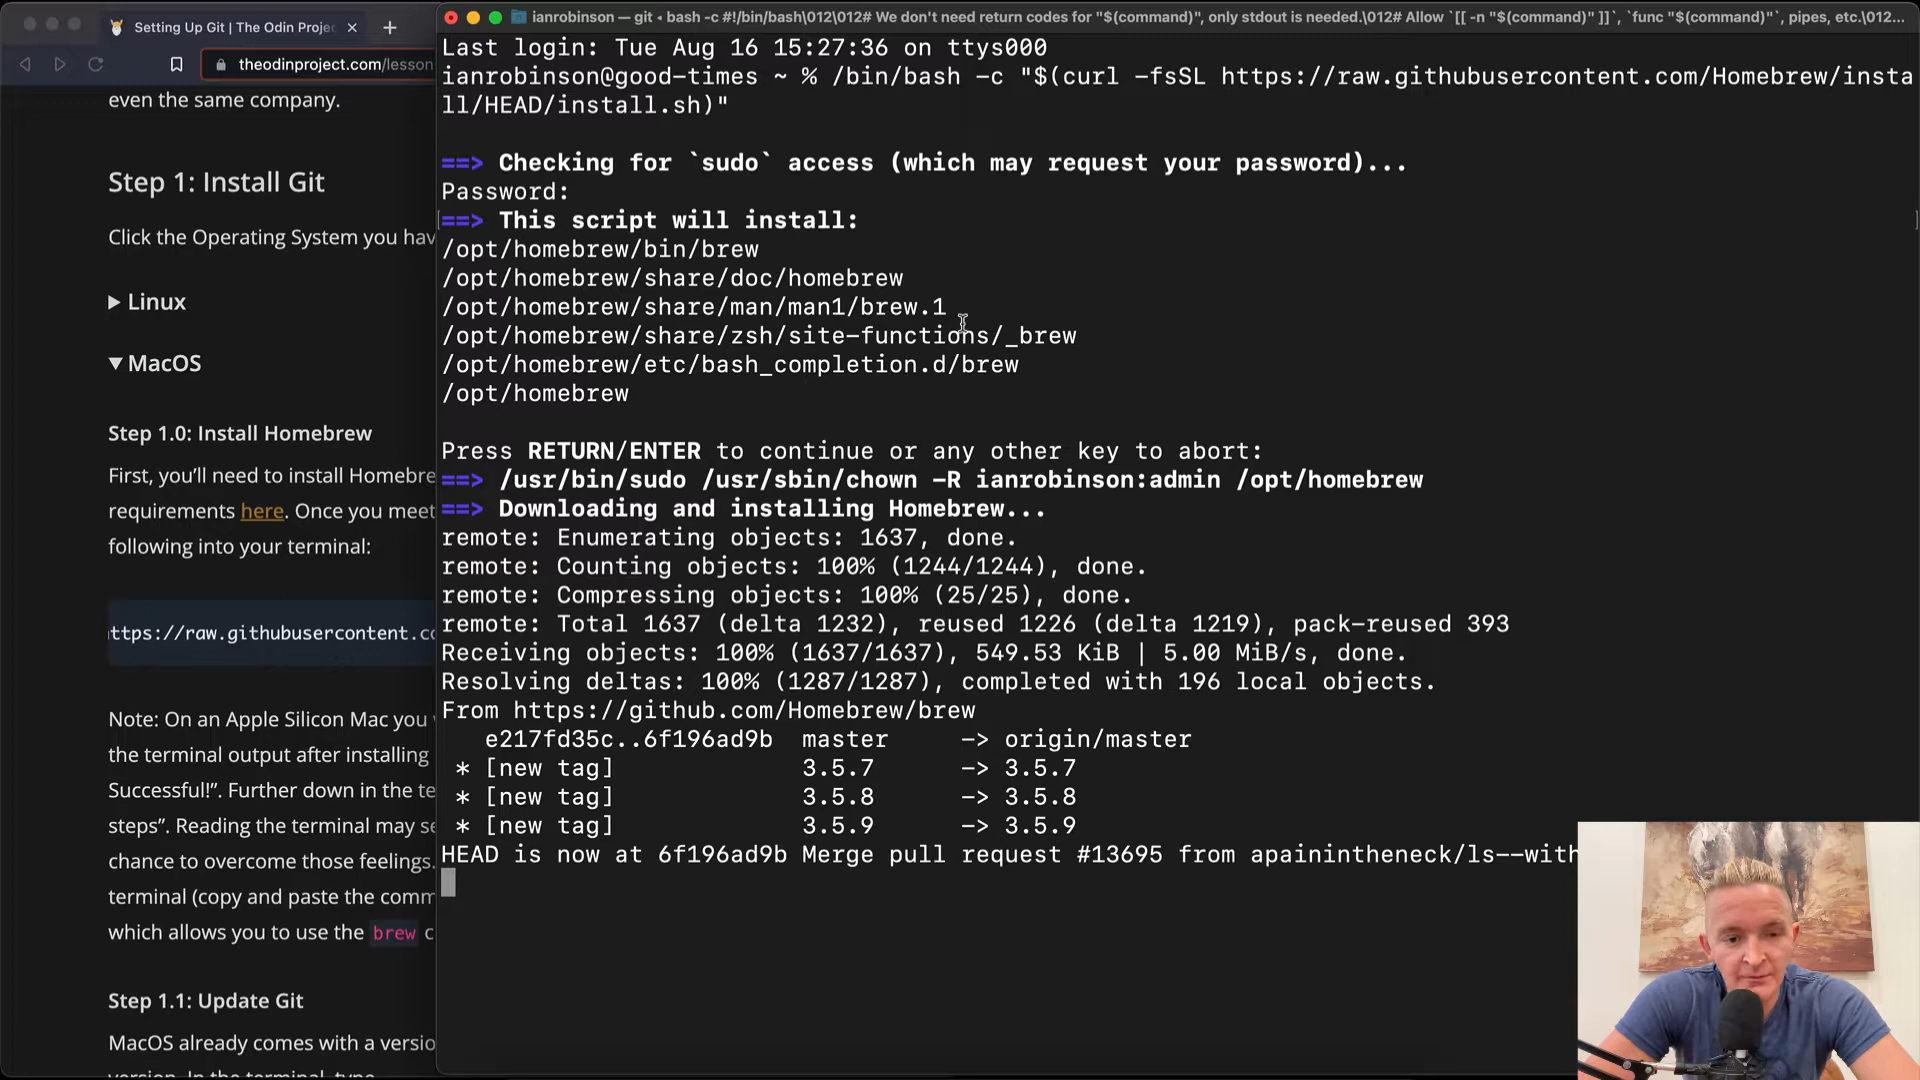 Setting Up Git | The Odin Proje
theodinproject.com/lesson
even the same company.
Step 1: Install Git
Click the Operating System you hav
Linux
MacOS
Step 1.0: Install Homebrew
First, you’ll need to install Homebre
requirements here. Once you meet
following into your terminal:
ttps://raw.githubusercontent.co
Note: On an Apple Silicon Mac you
the terminal output after installing
Successful!”. Further down in the te
steps”. Reading the terminal may se
chance to overcome those feelings.
terminal (copy and paste the comm
which allows you to use the brew c
Step 1.1: Update Git
MacOS already comes with a versio
version. In the terminal, type
ianrobinson — git ◂ bash -c #!/bin/bash\012\012# We don't need return codes for "$(command)", only stdout is needed.\012# Allow `[[ -n "$(command)" ]]`, `func "$(command)"`, pipes, etc.\012...
Last login: Tue Aug 16 15:27:36 on ttys000
ianrobinson@good-times ~ % /bin/bash -c "$(curl -fsSL https://raw.githubusercontent.com/Homebrew/insta
ll/HEAD/install.sh)"
==> Checking for `sudo` access (which may request your password)...
Password:
==> This script will install:
/opt/homebrew/bin/brew
/opt/homebrew/share/doc/homebrew
/opt/homebrew/share/man/man1/brew.1
/opt/homebrew/share/zsh/site-functions/_brew
/opt/homebrew/etc/bash_completion.d/brew
/opt/homebrew
Press RETURN/ENTER to continue or any other key to abort:
==> /usr/bin/sudo /usr/sbin/chown -R ianrobinson:admin /opt/homebrew
==> Downloading and installing Homebrew...
remote: Enumerating objects: 1637, done.
remote: Counting objects: 100% (1244/1244), done.
remote: Compressing objects: 100% (25/25), done.
remote: Total 1637 (delta 1232), reused 1226 (delta 1219), pack-reused 393
Receiving objects: 100% (1637/1637), 549.53 KiB | 5.00 MiB/s, done.
Resolving deltas: 100% (1287/1287), completed with 196 local objects.
From https://github.com/Homebrew/brew
e217fd35c..6f196ad9b master -> origin/master
* [new tag] 3.5.7 -> 3.5.7
* [new tag] 3.5.8 -> 3.5.8
* [new tag] 3.5.9 -> 3.5.9
HEAD is now at 6f196ad9b Merge pull request #13695 from apainintheneck/ls--with